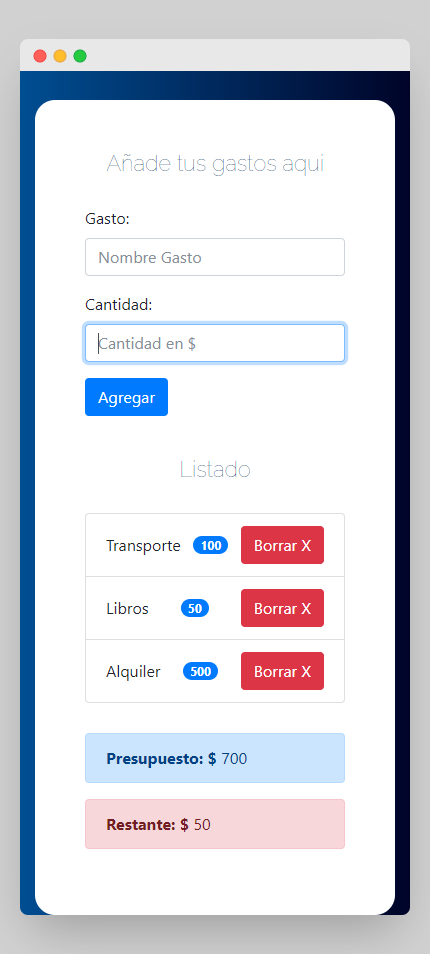 Añade tus gastos aqui
Gasto:
Nombre Gasto
Cantidad:
Cantidad en $
Agregar
Listado
Transporte 100 Borrar X
Libros 50 Borrar X
Alquiler 500 Borrar X
Presupuesto: $ 700
Restante: $ 50